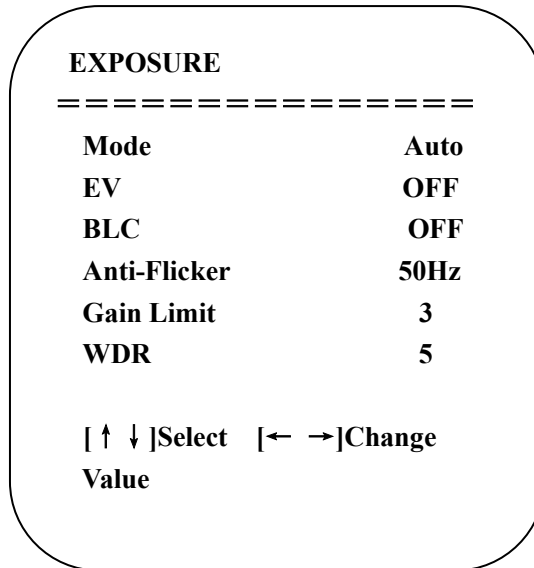 EXPOSURE
================
Mode Auto
EV OFF
BLC OFF
Anti-Flicker 50Hz
Gain Limit 3
WDR 5
[↑ ↓]Select [← →]Change
Value